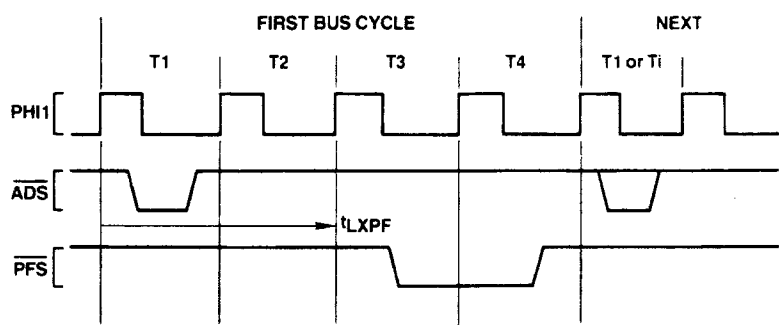 FIRST BUS CYCLE NEXT
T1 T2 T3 T4 T1 or Ti
PHI1
ADS
tLXPF
PFS